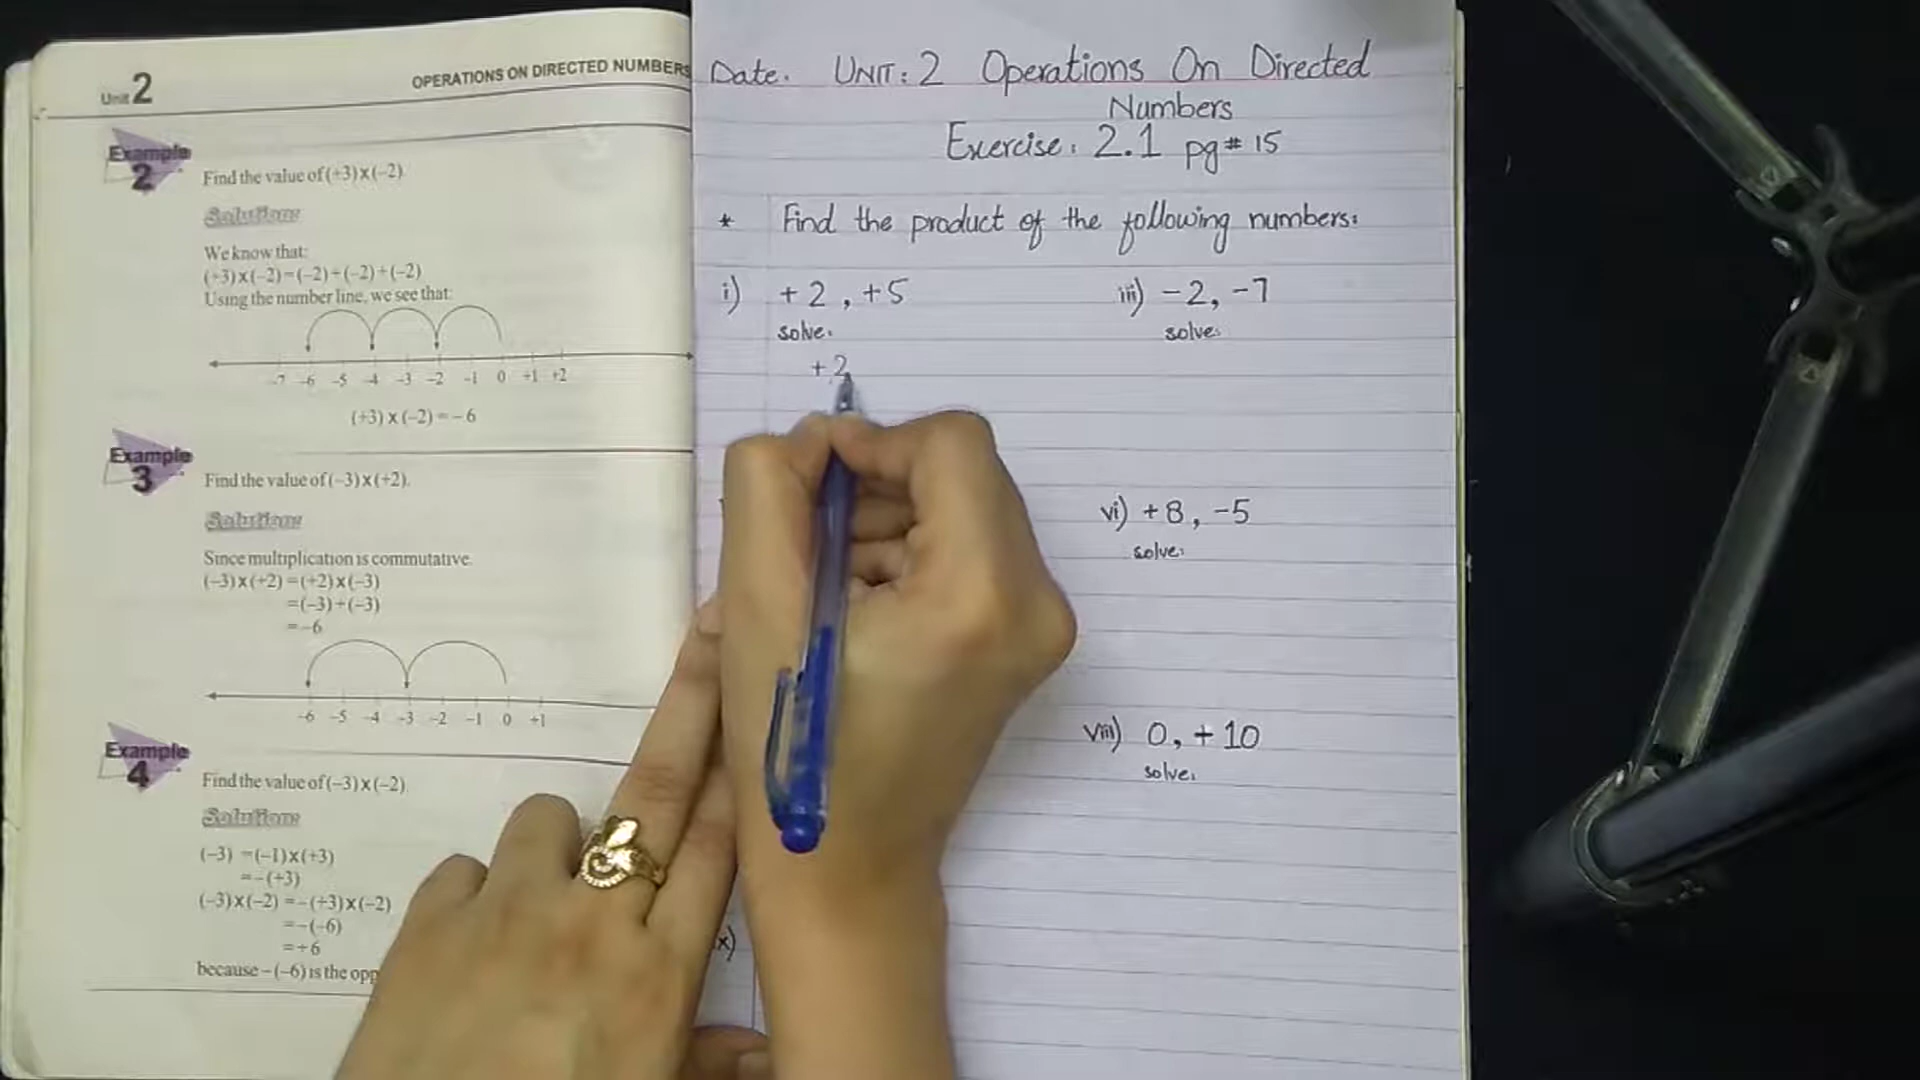 Unit 2
OPERATIONS ON DIRECTED NUMBERS
Example
2
Find the value of (+3)x(-2).
Solution:
We know that:
(+3)x(-2)=(-2)+(-2)+(-2)
Using the number line, we see that:
-7 -6 -5 -4 -3 -2 -1 0 +1 +2
(+3)x(-2)=-6
Example
3
Find the value of (-3)x(+2).
Solution:
Since multiplication is commutative.
(-3)x(+2)=(+2)x(-3)
=(-3)+(-3)
=-6
-6 -5 -4 -3 -2 -1 0 +1
Example
4
Find the value of (-3)x(-2).
Solution:
(-3) =(-1)x(+3)
=-(+3)
(-3)x(-2) =-(+3)x(-2)
=-(-6)
=+6
because -(-6) is the opp
Date. UNIT: 2 Operations On Directed
Numbers
Exercise: 2.1 pg# 15
* Find the product of the following numbers:
i) +2, +5
solve.
+2
iii) -2, -7
solve:
vi) +8, -5
solve:
viii) 0, +10
solve.
x)